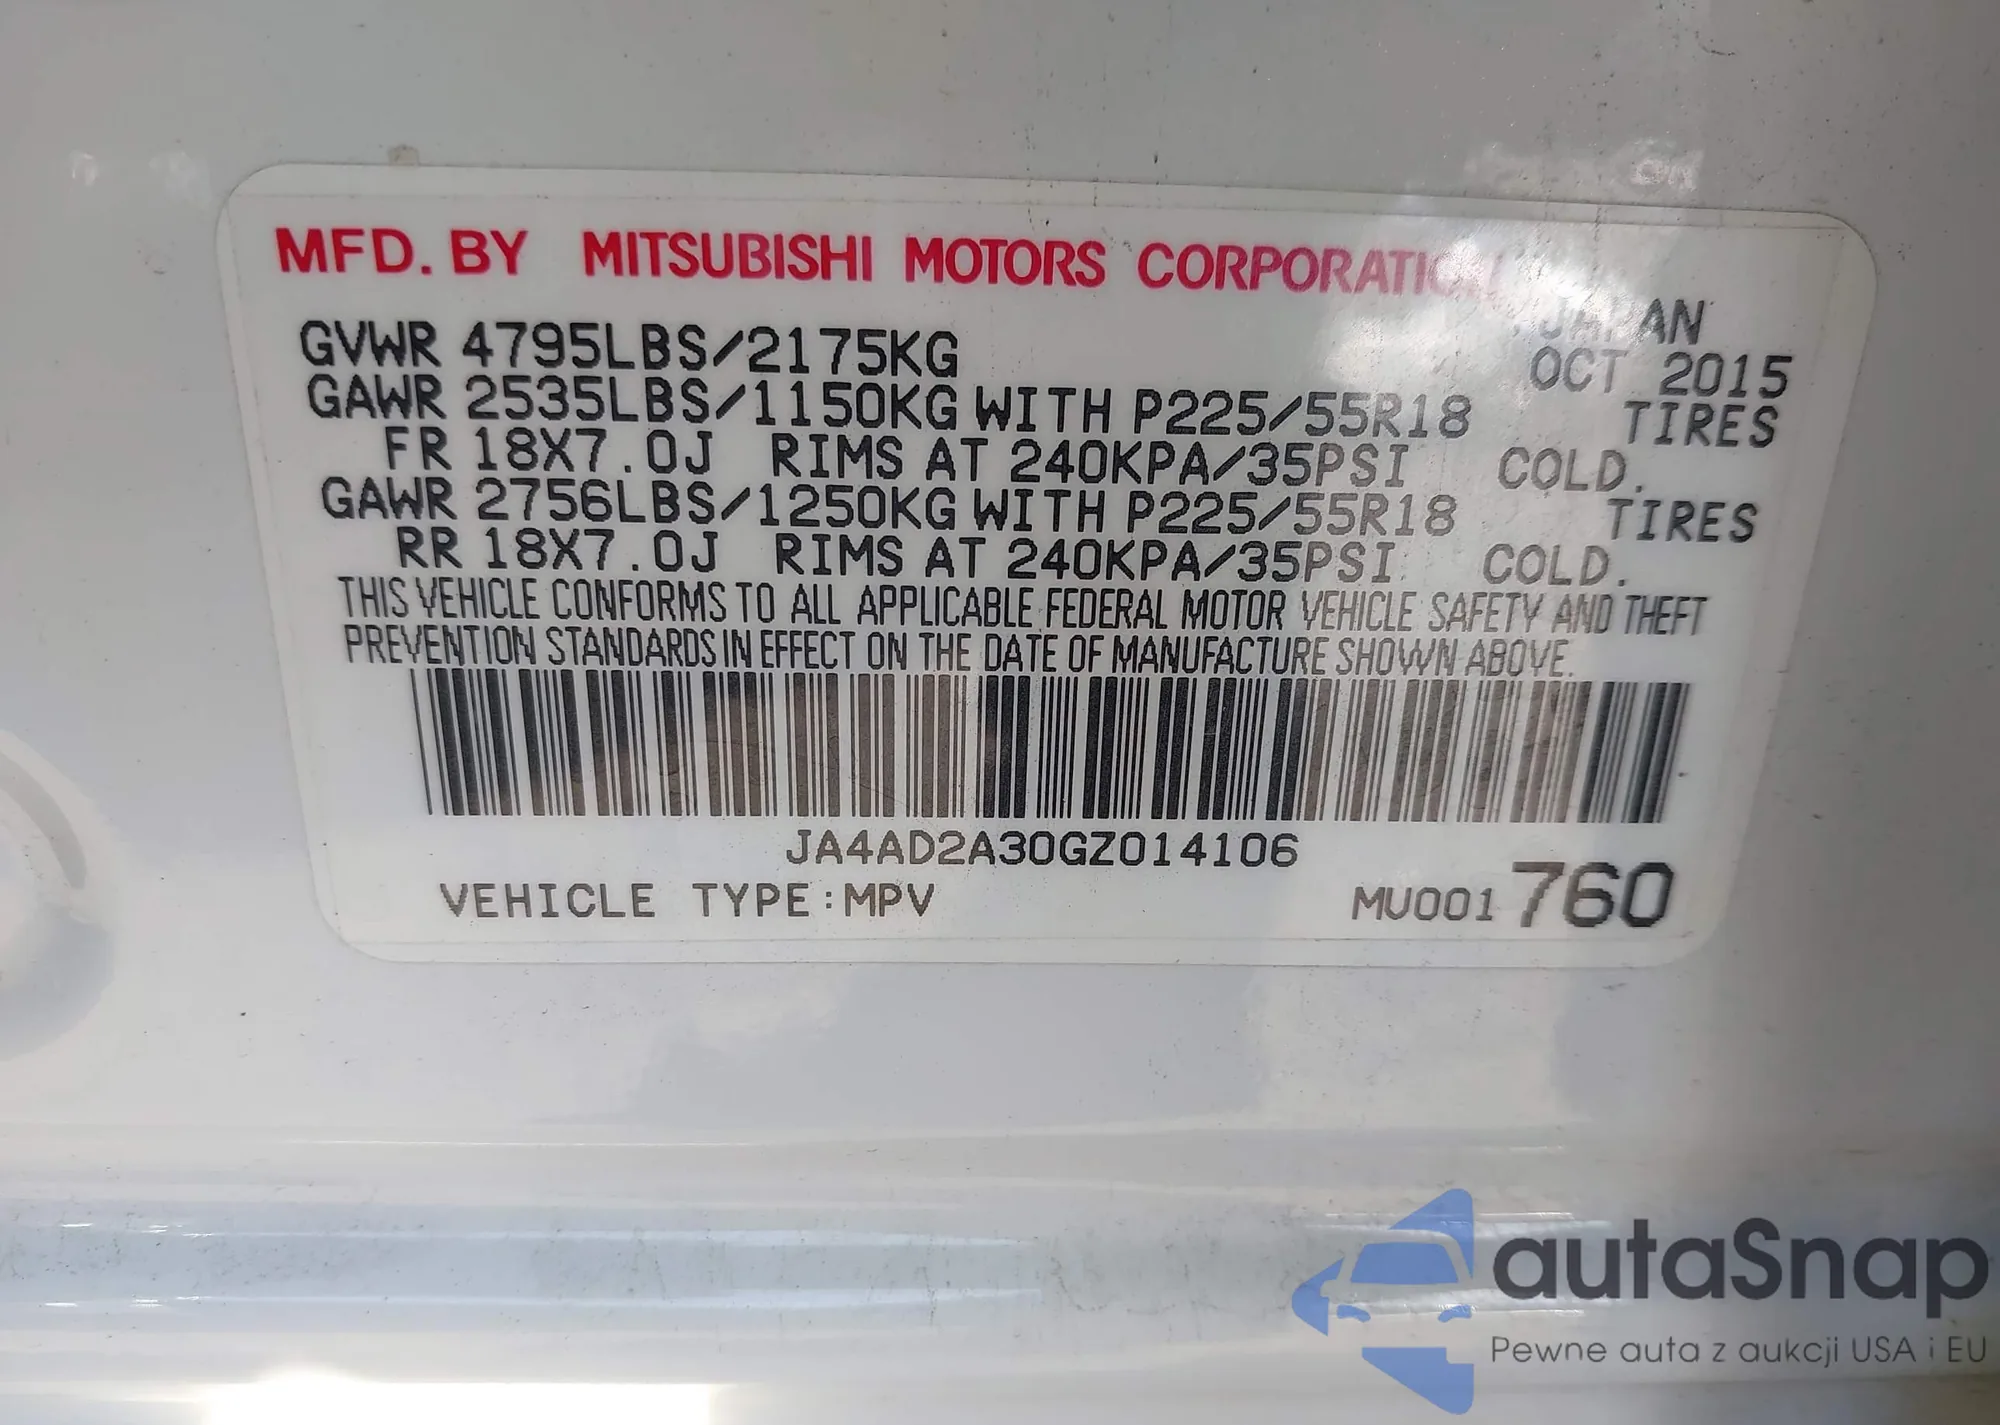 MFD. BY MITSUBISHI MOTORS CORPORATION
JAPAN
GVWR 4795LBS/2175KG OCT 2015
GAWR 2535LBS/1150KG WITH P225/55R18 TIRES
FR 18X7.0J RIMS AT 240KPA/35PSI COLD.
GAWR 2756LBS/1250KG WITH P225/55R18 TIRES
RR 18X7.0J RIMS AT 240KPA/35PSI COLD.
THIS VEHICLE CONFORMS TO ALL APPLICABLE FEDERAL MOTOR VEHICLE SAFETY AND THEFT
PREVENTION STANDARDS IN EFFECT ON THE DATE OF MANUFACTURE SHOWN ABOVE.
JA4AD2A30GZ014106
VEHICLE TYPE:MPV MU001 760
autaSnap
Pewne auta z aukcji USA i EU